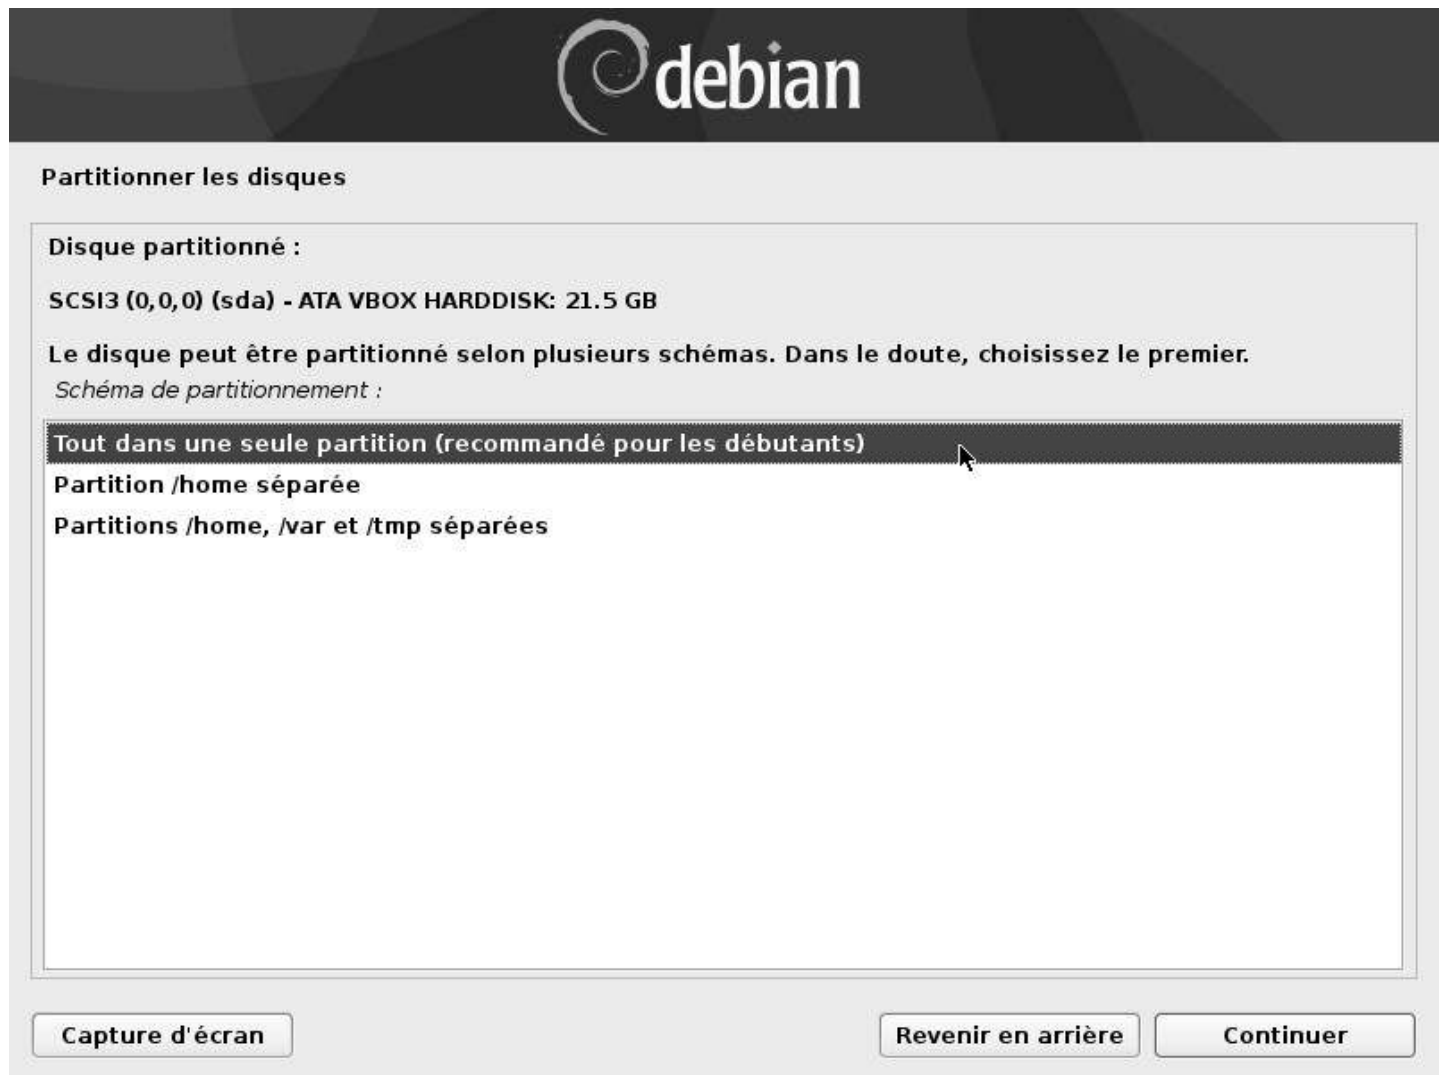 debian
Partitionner les disques
Disque partitionné :
SCSI3 (0,0,0) (sda) - ATA VBOX HARDDISK: 21.5 GB
Le disque peut être partitionné selon plusieurs schémas. Dans le doute, choisissez le premier.
Schéma de partitionnement :
Tout dans une seule partition (recommandé pour les débutants)
Partition /home séparée
Partitions /home, /var et /tmp séparées
Capture d'écran
Revenir en arrière
Continuer